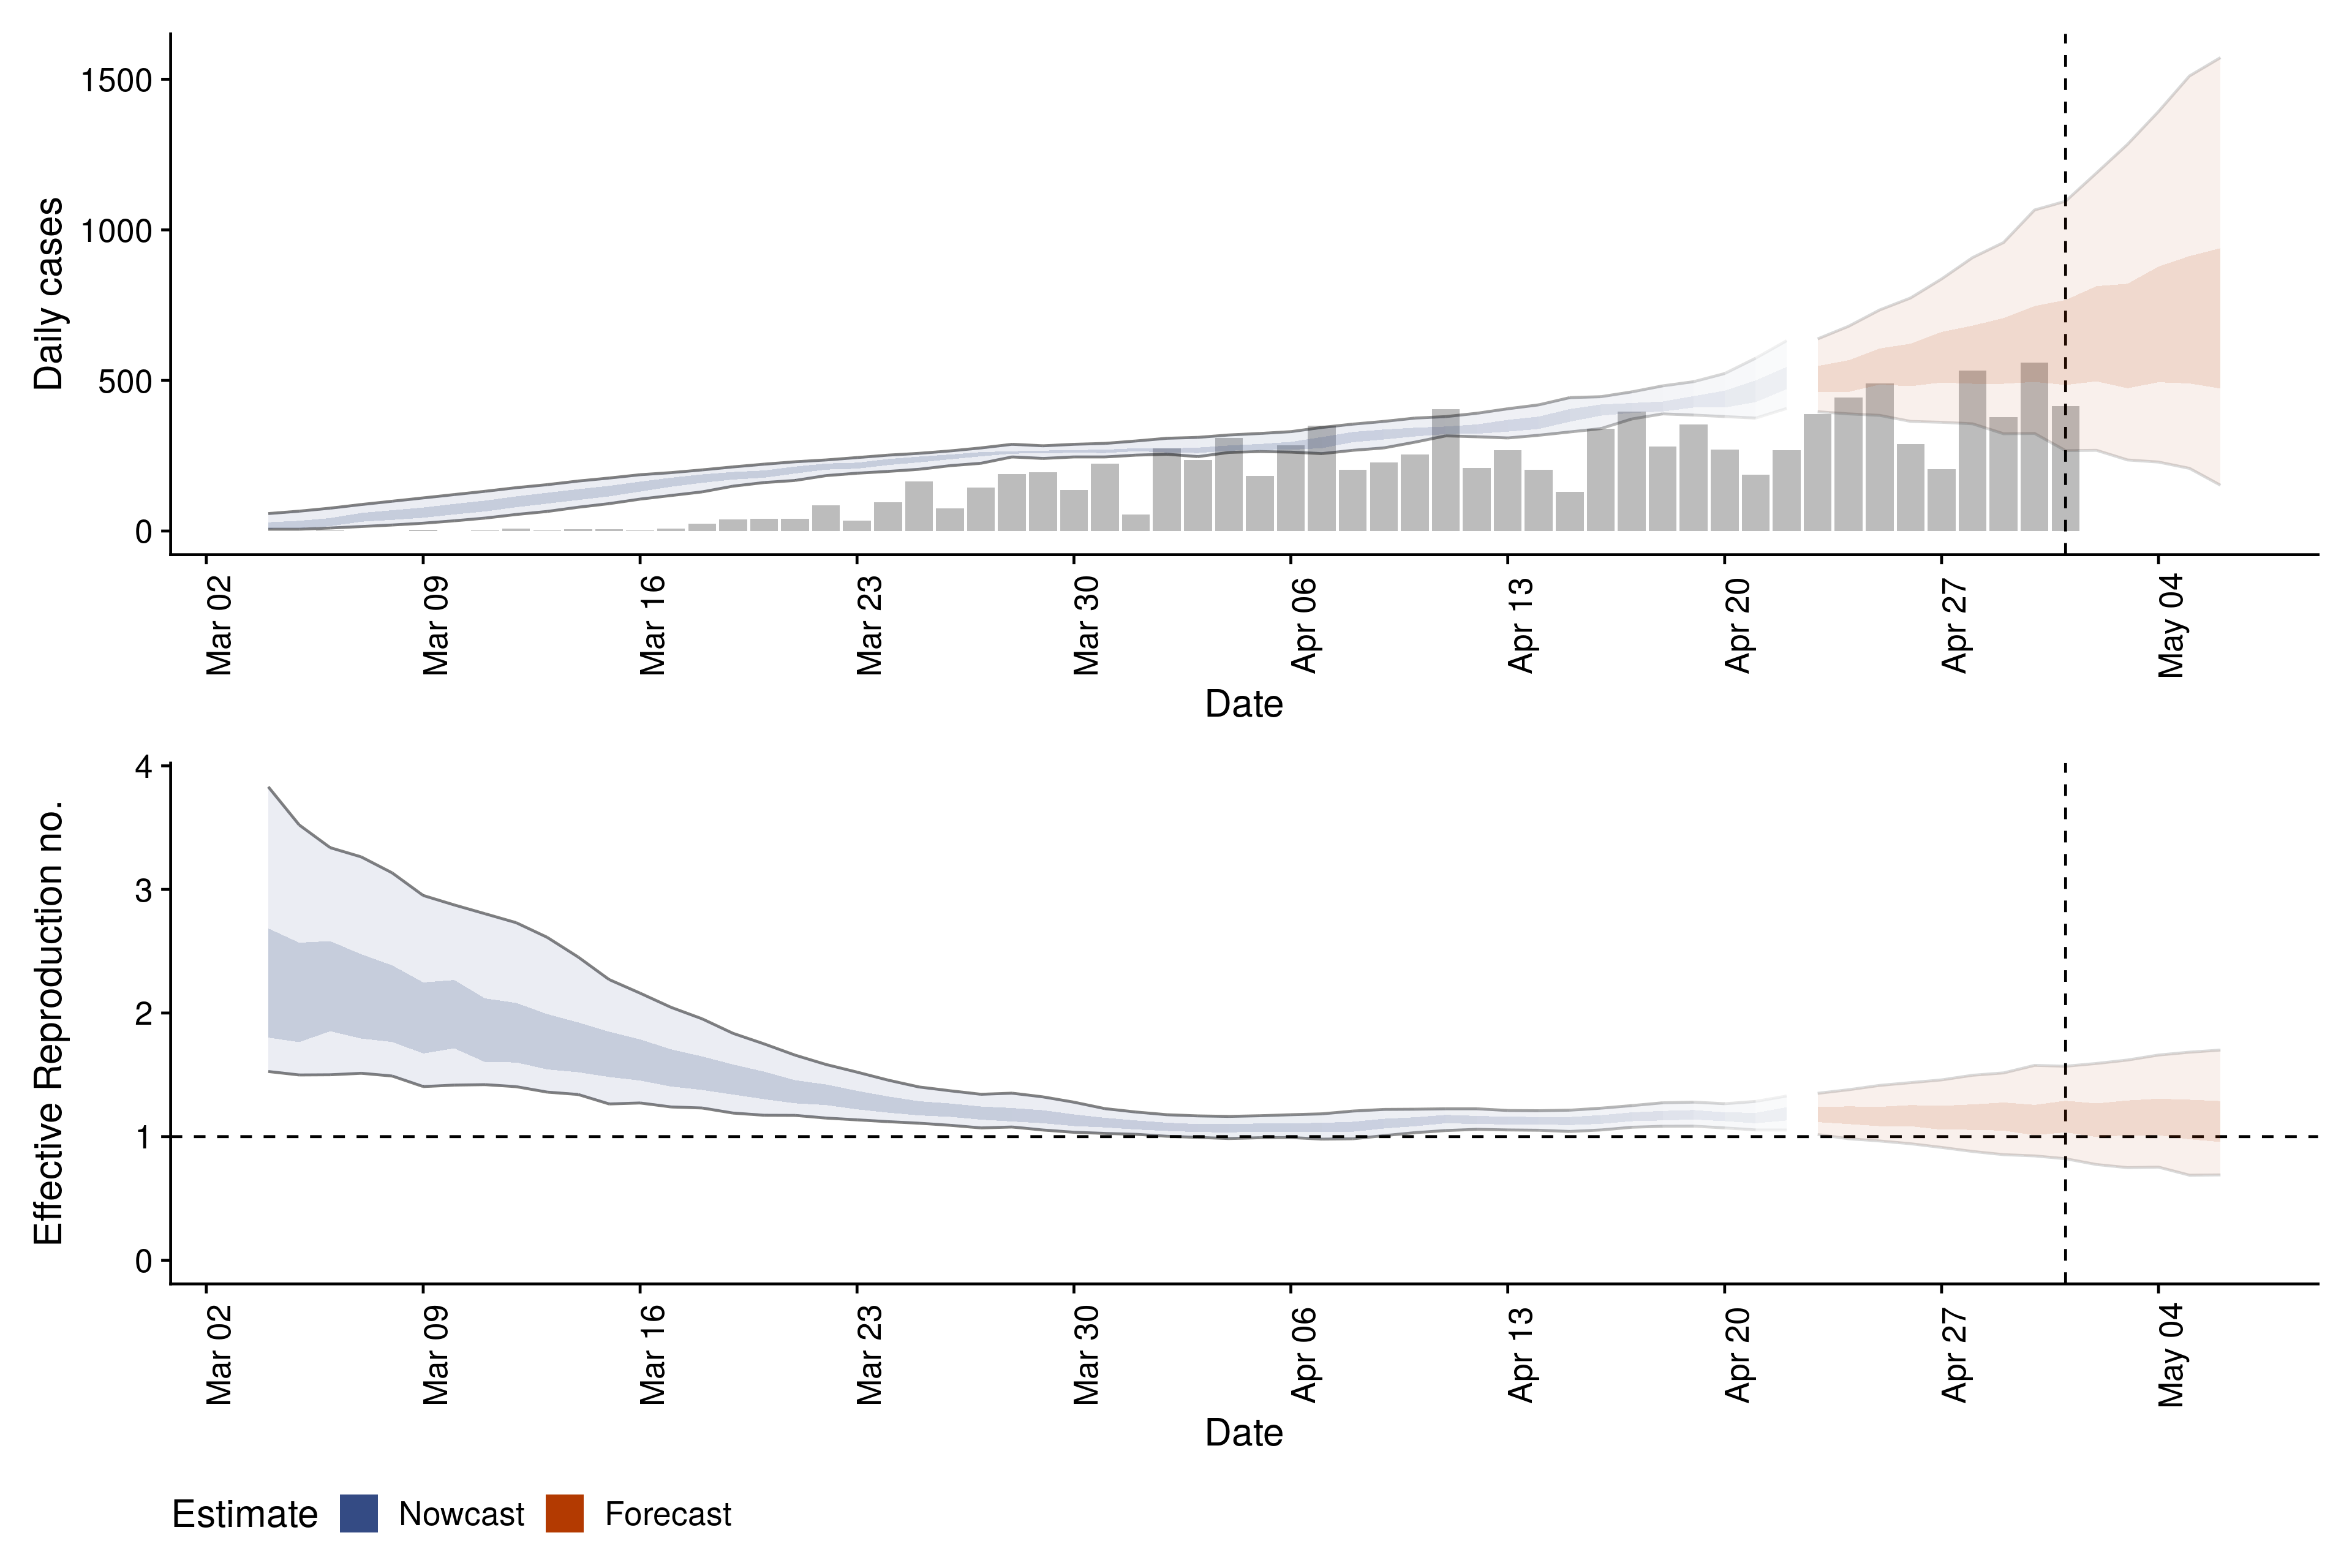 Daily cases
1500
1000
500
0
Mar 02
Mar 09
Mar 16
Mar 23
Mar 30
Apr 06
Apr 13
Apr 20
Apr 27
May 04
Date
Effective Reproduction no.
4
3
2
1
0
Mar 02
Mar 09
Mar 16
Mar 23
Mar 30
Apr 06
Apr 13
Apr 20
Apr 27
May 04
Date
Estimate Nowcast Forecast